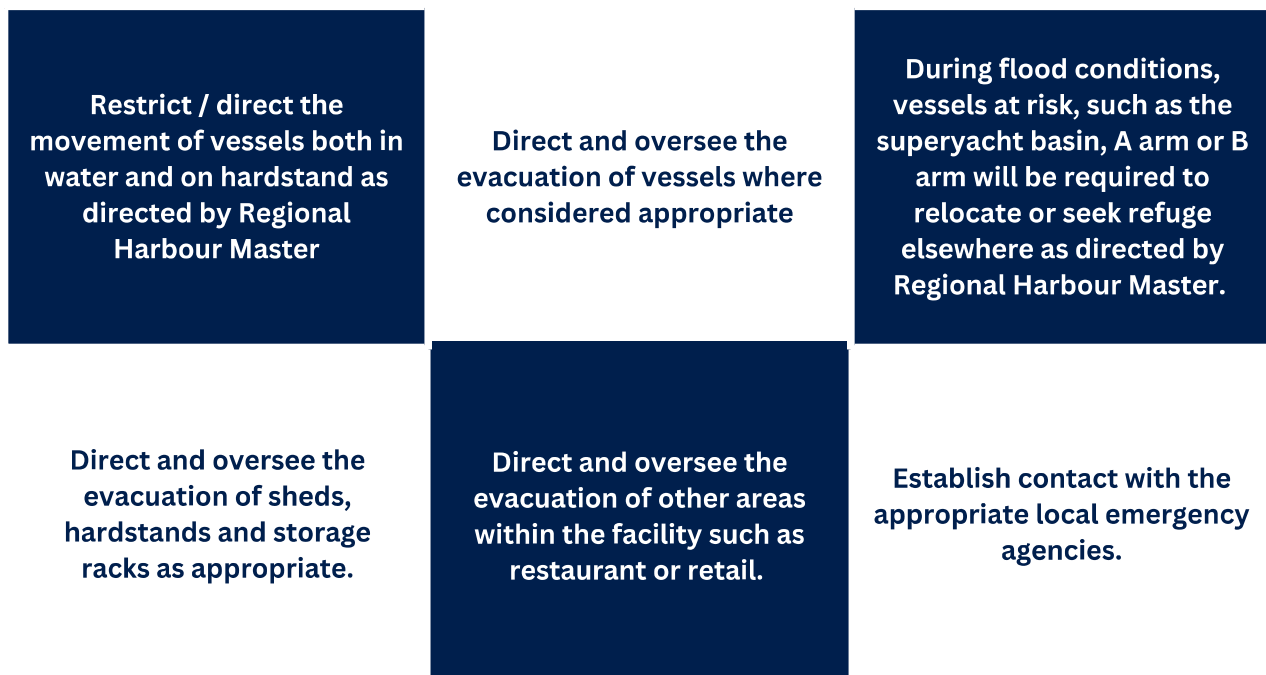 Restrict / direct the
movement of vessels both in
water and on hardstand as
directed by Regional
Harbour Master
Direct and oversee the
evacuation of vessels where
considered appropriate
During flood conditions,
vessels at risk, such as the
superyacht basin, A arm or B
arm will be required to
relocate or seek refuge
elsewhere as directed by
Regional Harbour Master.
Direct and oversee the
evacuation of sheds,
hardstands and storage
racks as appropriate.
Direct and oversee the
evacuation of other areas
within the facility such as
restaurant or retail.
Establish contact with the
appropriate local emergency
agencies.